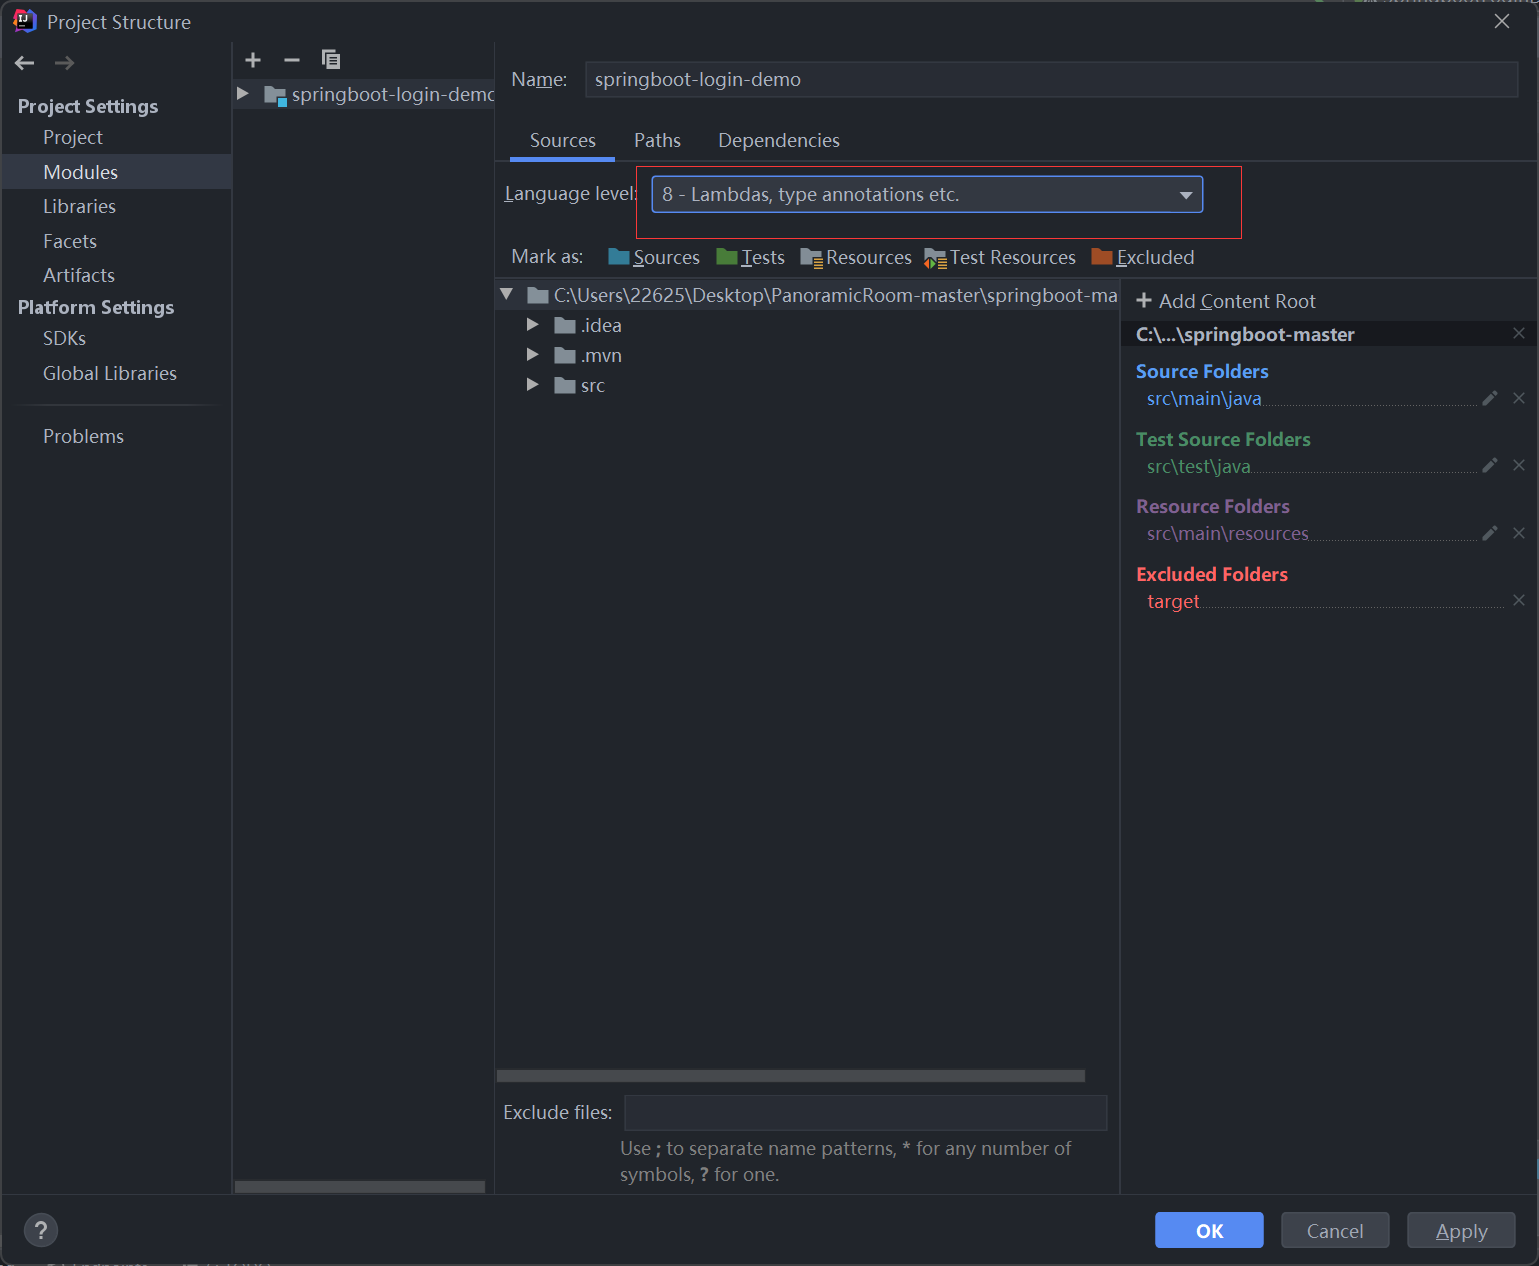 Project Structure
Project Settings
Project
Modules
Libraries
Facets
Artifacts
Platform Settings
SDKs
Global Libraries
Problems
springboot-login-demo
Name: springboot-login-demo
Sources Paths Dependencies
Language level: 8 - Lambdas, type annotations etc.
Mark as: Sources Tests Resources Test Resources Excluded
C:\Users\22625\Desktop\PanoramicRoom-master\springboot-ma
.idea
.mvn
src
Exclude files:
Use ; to separate name patterns, * for any number of
symbols, ? for one.
+ Add Content Root
C:\...\springboot-master
Source Folders
src\main\java
Test Source Folders
src\test\java
Resource Folders
src\main\resources
Excluded Folders
target
? OK Cancel Apply